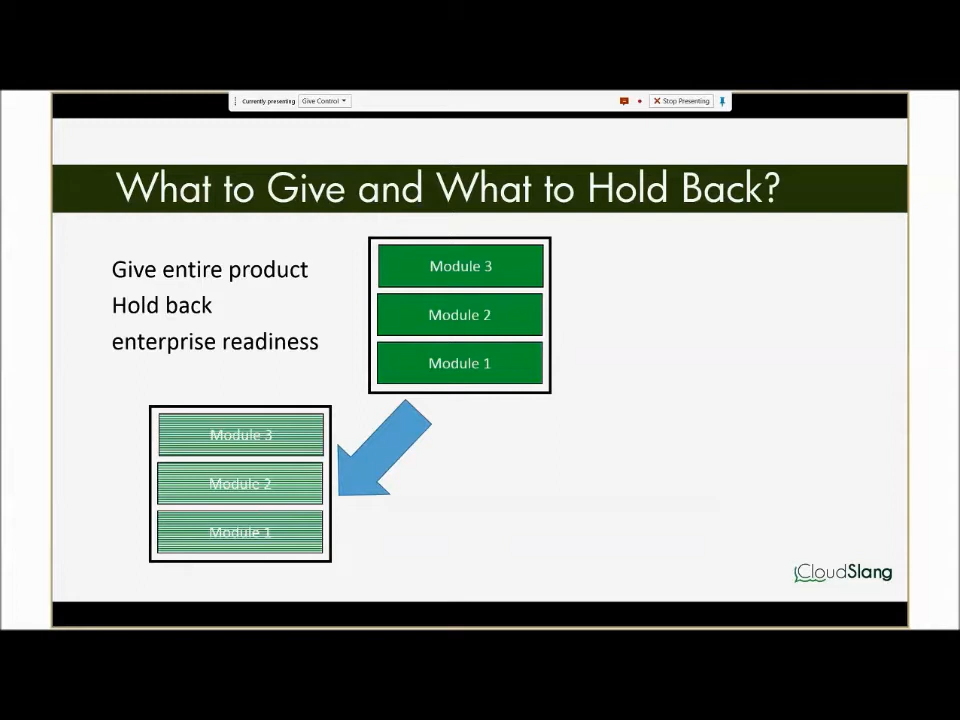 Currently presenting Give Control Stop Presenting
What to Give and What to Hold Back?
Give entire product
Hold back
enterprise readiness
Module 3
Module 2
Module 1
Module 3
Module 2
Module 1
CloudSlang